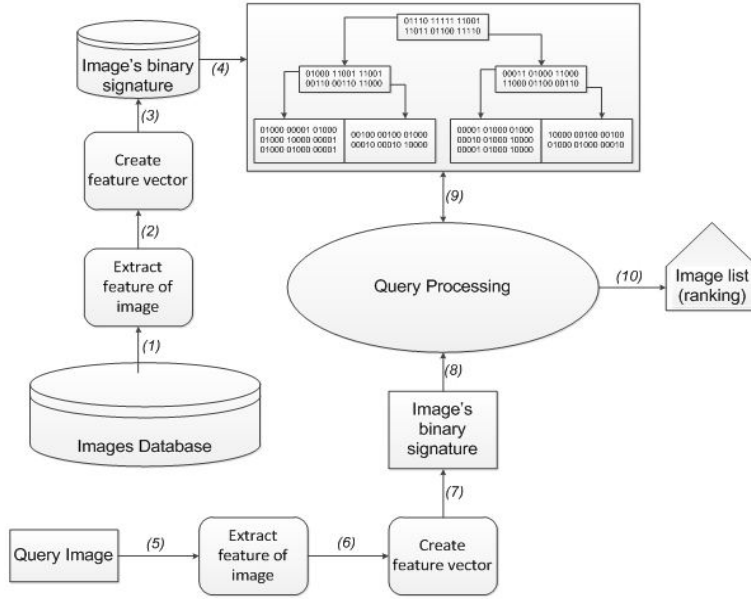 01110 11111 11001
11011 01100 11110
01000 11001 11001
00110 00110 11000
00011 01000 11000
11000 01100 00110
01000 00001 01000
01000 10000 00001
01000 01000 00001
00100 00100 01000
00010 00010 10000
00001 01000 01000
00010 01000 10000
00001 01000 10000
10000 00100 00100
01000 01000 00010
Image's binary
signature
(4)
(3)
Create
feature vector
(2)
Extract
feature of
image
(1)
Images Database
(9)
Query Processing
(10)
Image list
(ranking)
(8)
Image's
binary
signature
(7)
Query Image
(5)
Extract
feature of
image
(6)
Create
feature vector